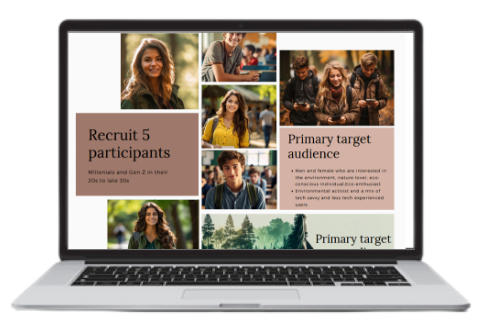 Recruit 5
participants
Millenials and Gen Z in their
20s to late 30s
Primary target
audience
Men and female who are interested in
the environment, nature lover, eco-
conscious individual.Eco-enthusiast
Environmental activist and a mix of
tech savvy and less tech experienced
users
Primary target